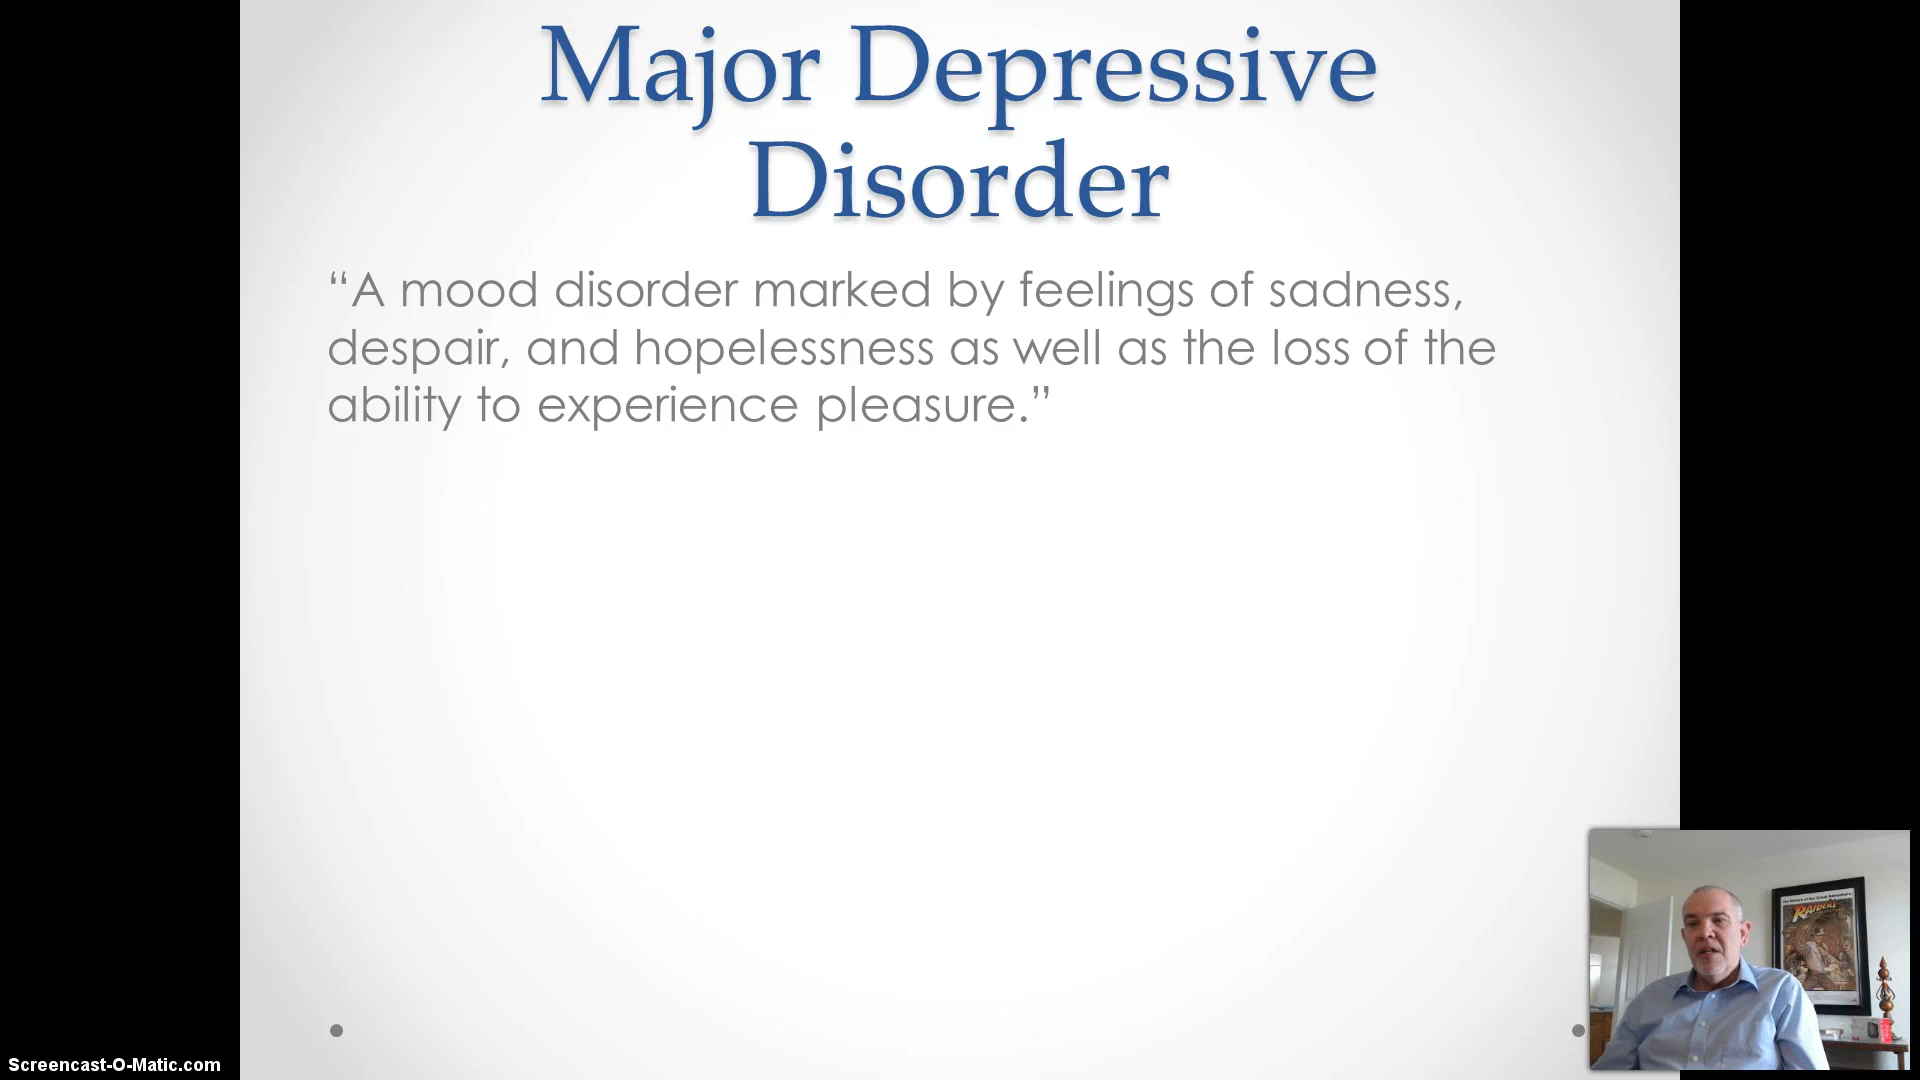 Major Depressive
Disorder
“A mood disorder marked by feelings of sadness,
despair, and hopelessness as well as the loss of the
ability to experience pleasure.”
RAIDERS
Screencast-O-Matic.com